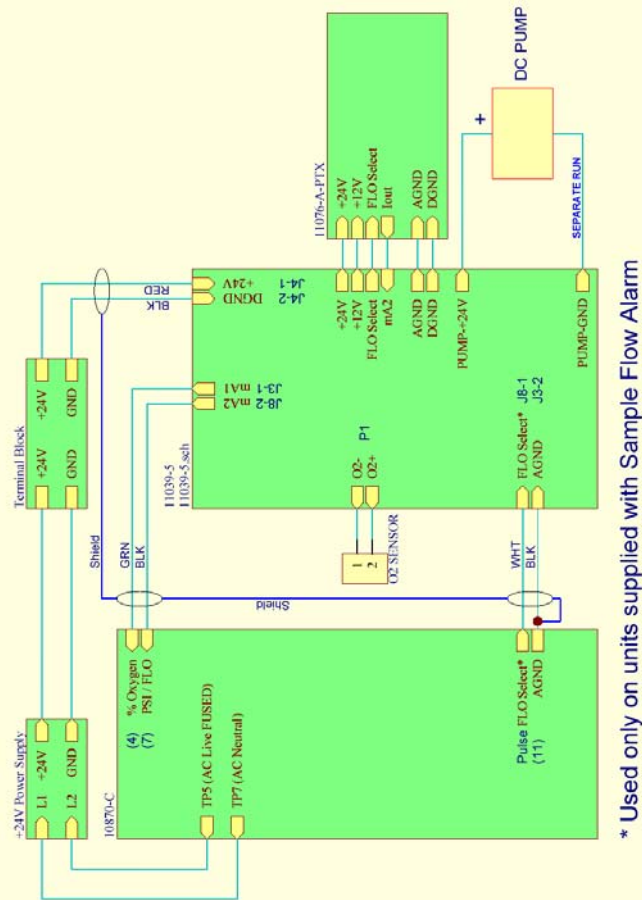 +24V Power Supply
L1 +24V
L2 GND
Terminal Block
+24V +24V
GND GND
10870-C
TP5 (AC Live FUSED)
TP7 (AC Neutral)
(4) % Oxygen
(7) PSI / FLO
Pulse FLO Select*
(11) AGND
Shield
GRN
BLK
Shield
WHT
BLK
RED
BLK
11039-5
11039-5.sch
J3-1 mA1
J8-2 mA2
+24V J4-1
DGND J4-2
O2- P1
O2+
1
2
O2 SENSOR
FLO Select* J8-1
AGND J3-2
+24V
+12V
FLO Select
mA2
AGND
DGND
PUMP-+24V
PUMP-GND
11076-A-PTX
+24V
+12V
FLO Select
Iout
AGND
DGND
+
DC PUMP
SEPARATE RUN
* Used only on units supplied with Sample Flow Alarm